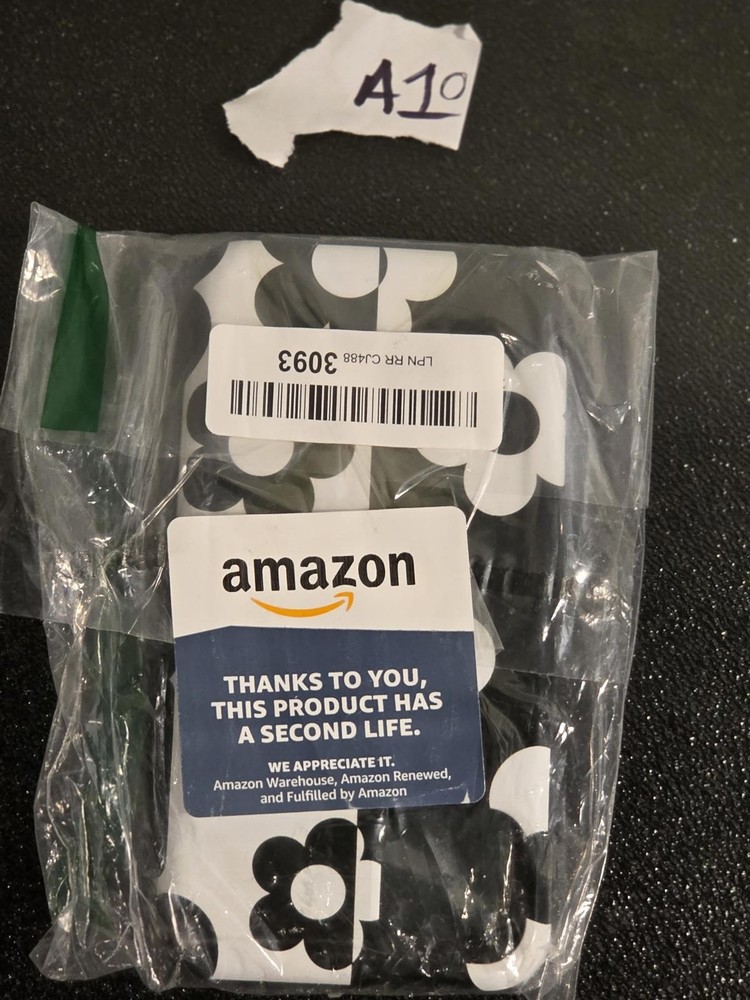 A10
LPN RR CJ488 3093
amazon
THANKS TO YOU,
THIS PRODUCT HAS
A SECOND LIFE.
WE APPRECIATE IT.
Amazon Warehouse, Amazon Renewed,
and Fulfilled by Amazon